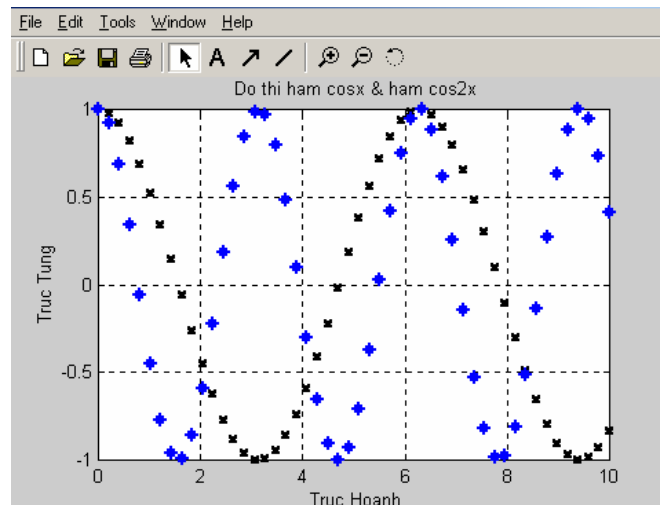 File Edit Tools Window Help
A
Do thi ham cosx & ham cos2x
1
0.5
0
-0.5
-1
Truc Tung
0 2 4 6 8 10
Truc Hoanh